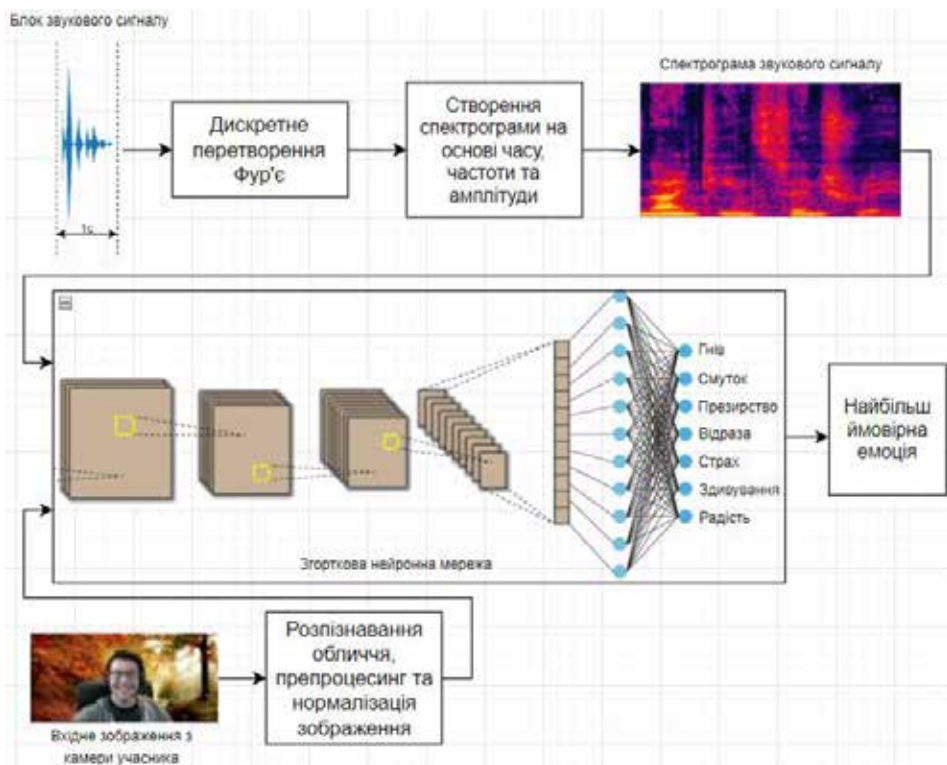 Блок звукового сигналу
1с
Дискретне
перетворення
Фур'є
Створення
спектрограми на
основі часу,
частоти та
амплітуди
Спектрограма звукового сигналу
Гнів
Смуток
Презирство
Відраза
Страх
Здивування
Радість
Згорткова нейронна мережа
Найбільш
ймовірна
емоція
Розпізнавання
обличчя,
препроцесинг та
нормалізація
зображення
Вхідне зображення з
камери учасника